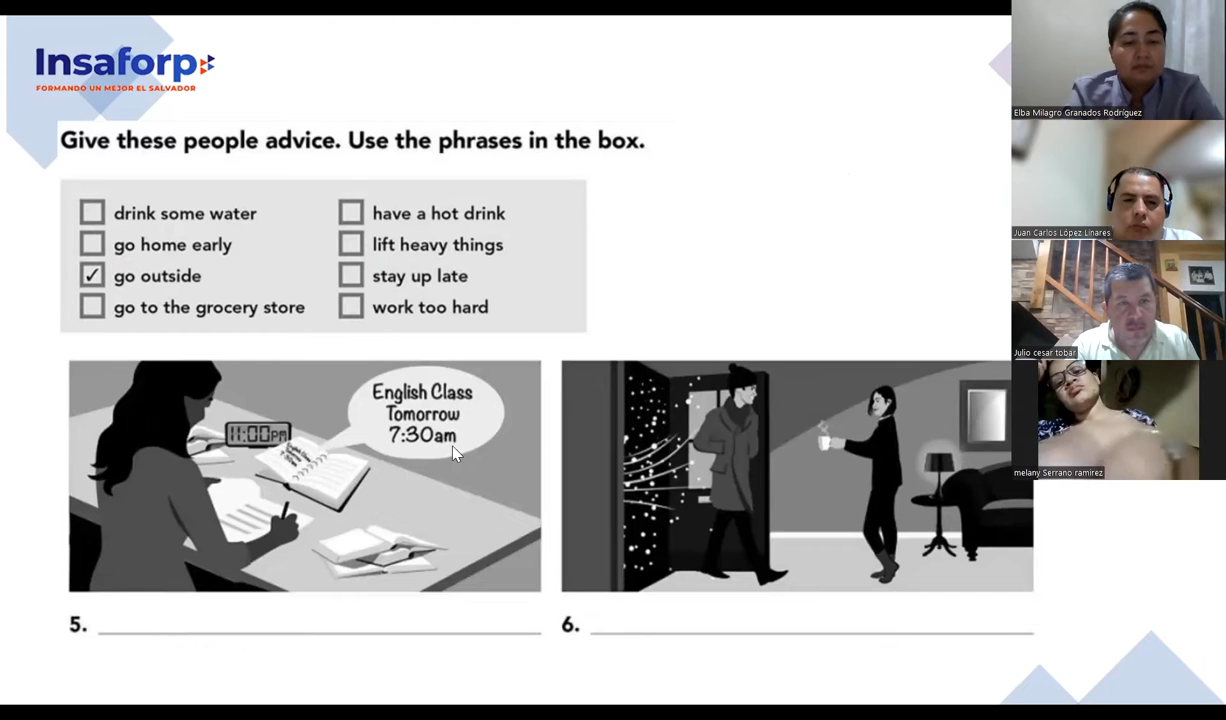 Insaforp
FORMANDO UN MEJOR EL SALVADOR
Give these people advice. Use the phrases in the box.
drink some water
go home early
✓ go outside
go to the grocery store
have a hot drink
lift heavy things
stay up late
work too hard
English Class
Tomorrow
7:30am
11:00PM
5.
6.
Elba Milagro Granados Rodríguez
Juan Carlos López Linares
Julio cesar tobar
melany Serrano ramirez